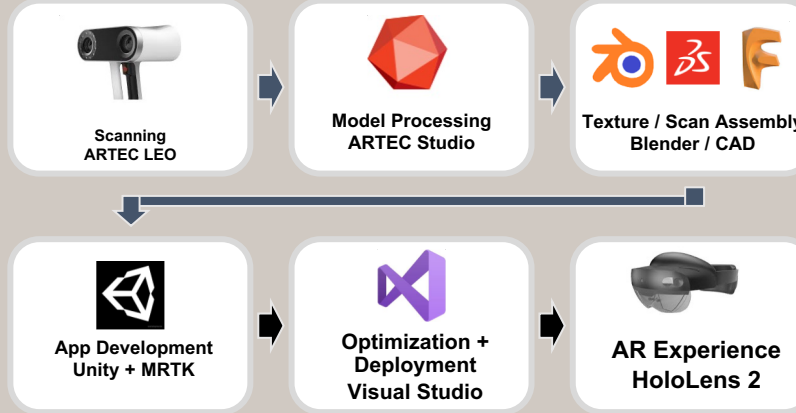 Scanning
ARTEC LEO
Model Processing
ARTEC Studio
Texture / Scan Assembly
Blender / CAD
3DS
App Development
Unity + MRTK
Optimization +
Deployment
Visual Studio
AR Experience
HoloLens 2